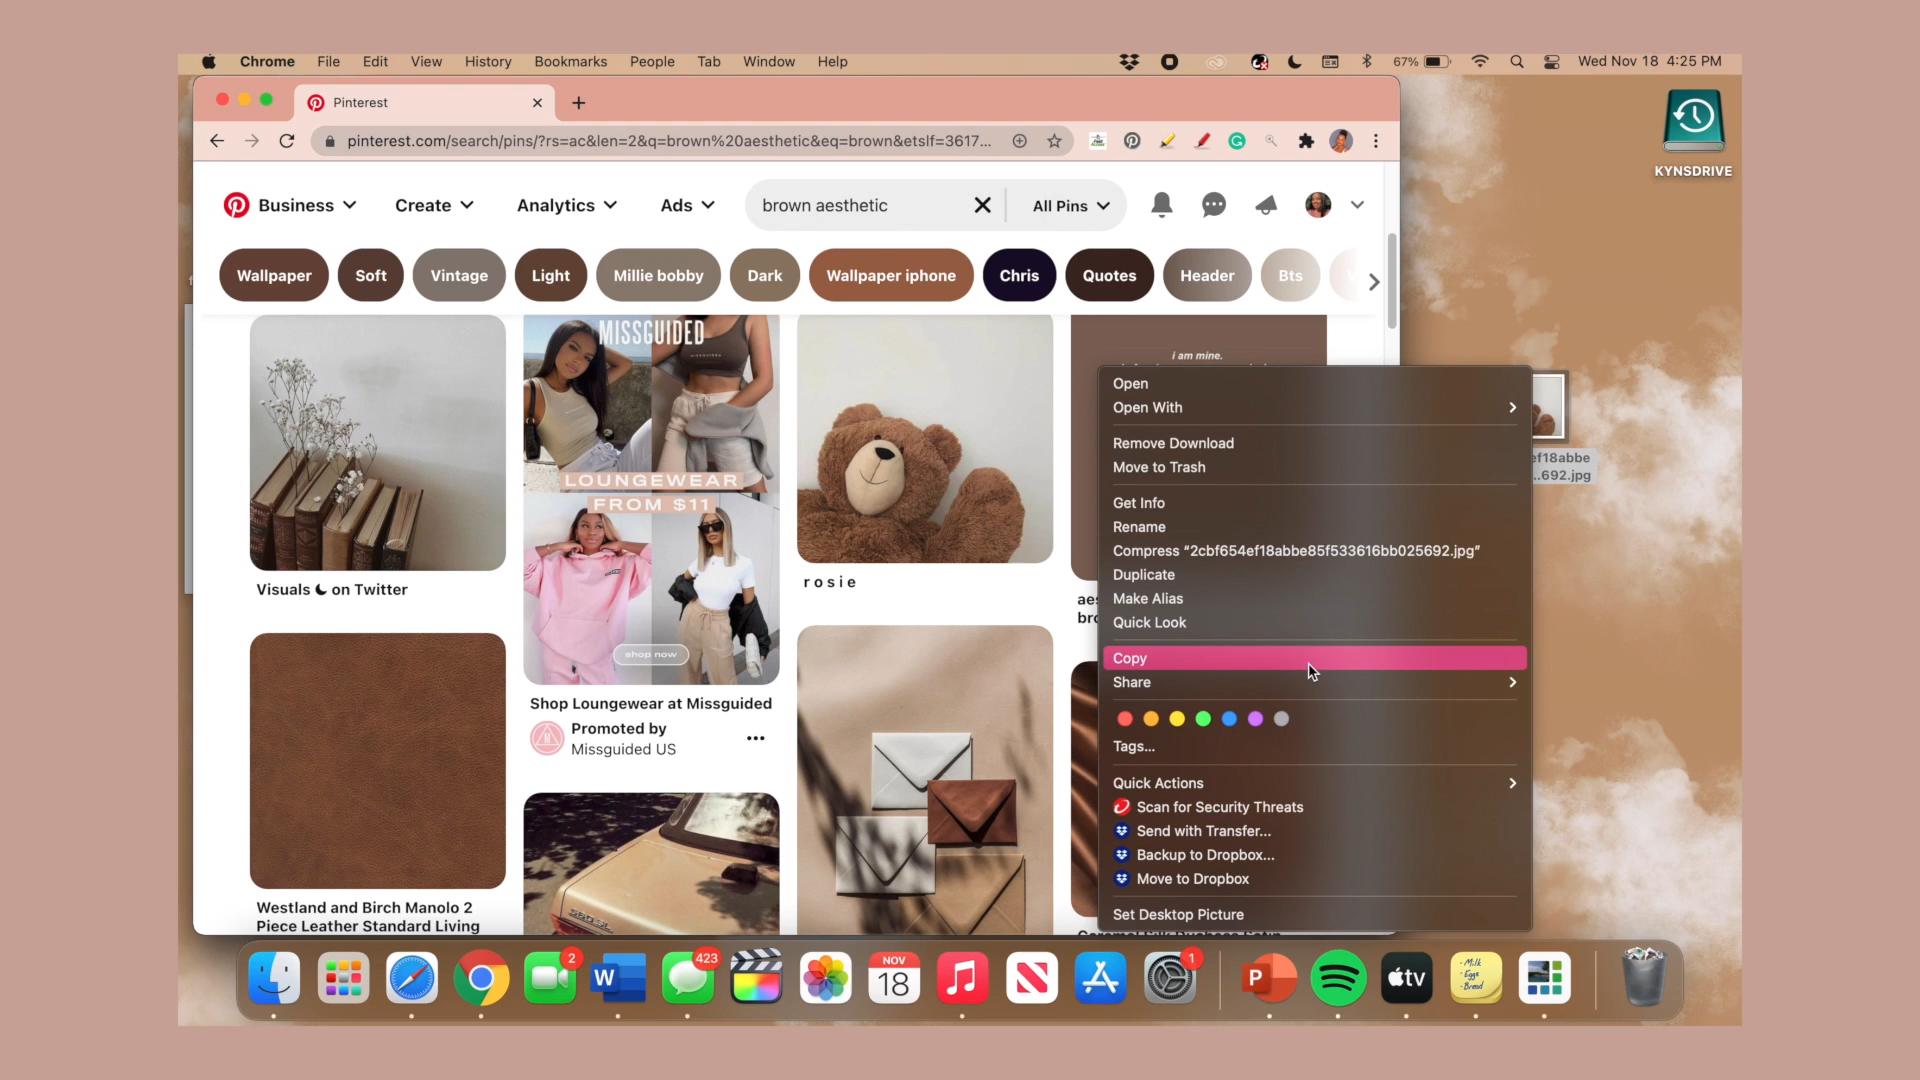 Chrome File Edit View History Bookmarks People Tab Window Help 67% Wed Nov 18 4:25 PM
Pinterest
pinterest.com/search/pins/?rs=ac&len=2&q=brown%20aesthetic&eq=brown&etslf=3617...
KYNSDRIVE
Business Create Analytics Ads brown aesthetic All Pins
Wallpaper Soft Vintage Light Millie bobby Dark Wallpaper iphone Chris Quotes Header Bts
MISSGUIDED
LOUNGEWEAR
FROM $11
shop now
i am mine.
Visuals on Twitter
rosie
Shop Loungewear at Missguided
Promoted by
Missguided US
Westland and Birch Manolo 2
Piece Leather Standard Living
Open
Open With
Remove Download
Move to Trash
Get Info
Rename
Compress “2cbf654ef18abbe85f533616bb025692.jpg”
Duplicate
Make Alias
Quick Look
Copy
Share
Tags...
Quick Actions
Scan for Security Threats
Send with Transfer...
Backup to Dropbox...
Move to Dropbox
Set Desktop Picture
ef18abbe
...692.jpg
2 W 423 NOV 18 1 P tv
Milk
Eggs
Bread